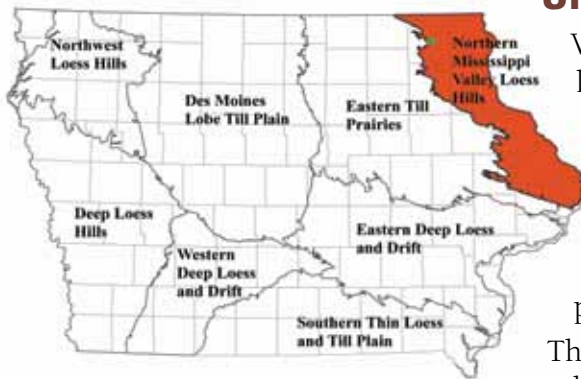 Northwest
Loess Hills
Des Moines
Lobe Till Plain
Eastern Till
Prairies
Northern
Mississippi
Valley Loess
Hills
Deep Loess
Hills
Western
Deep Loess
and Drift
Eastern Deep Loess
and Drift
Southern Thin Loess
and Till Plain
Th